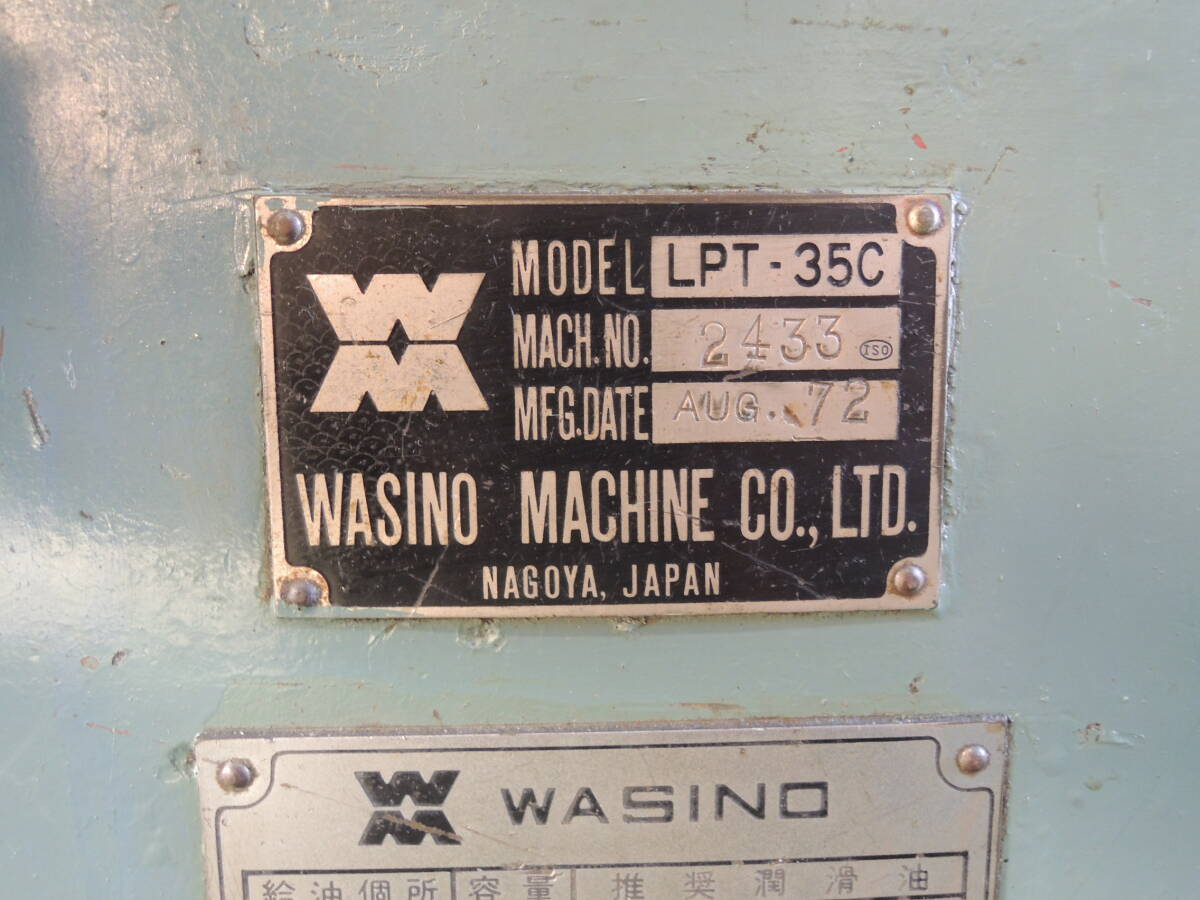 MODEL LPT-35C
MACH.NO. 2433 ISO
MFG.DATE AUG. 72
WASINO MACHINE CO., LTD.
NAGOYA, JAPAN
WASINO
給油個所 容量 推奨潤滑油